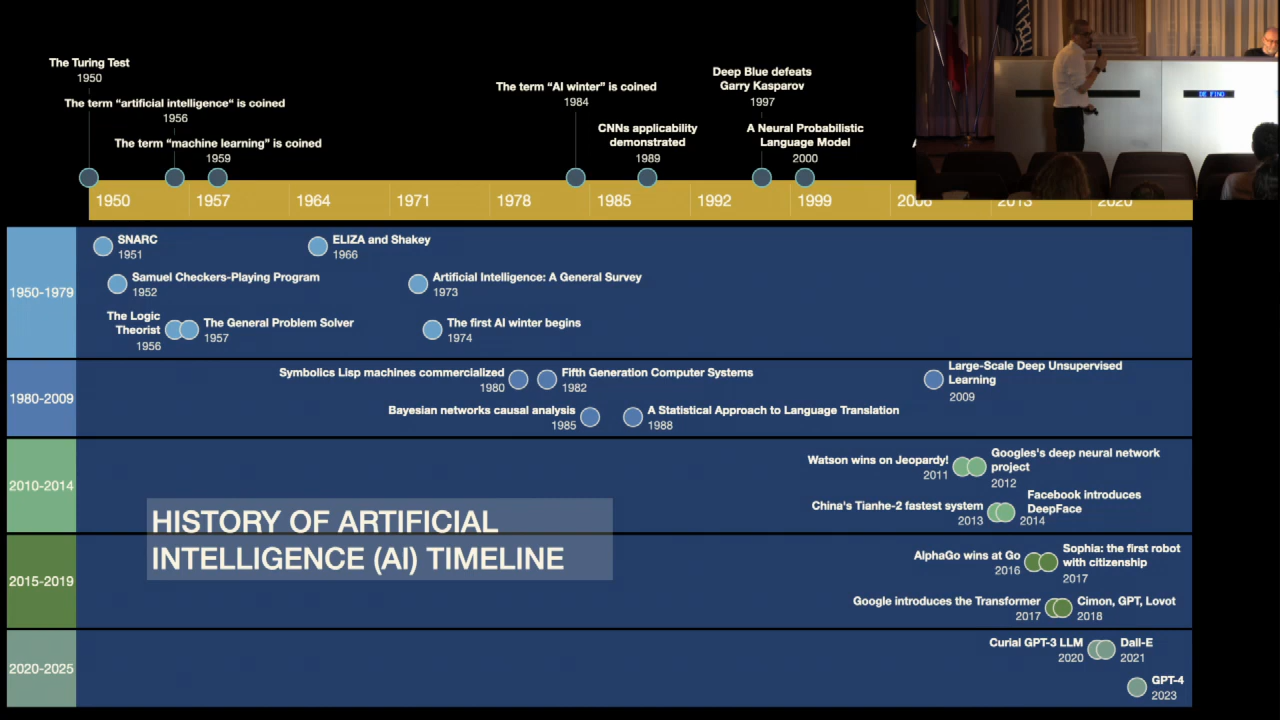 The Turing Test
1950
The term “artificial intelligence“ is coined
1956
The term “machine learning” is coined
1959
The term “AI winter” is coined
1984
CNNs applicability
demonstrated
1989
Deep Blue defeats
Garry Kasparov
1997
A Neural Probabilistic
Language Model
2000
1950 1957 1964 1971 1978 1985 1992 1999 2006 2013 2020
1950-1979
SNARC
1951
ELIZA and Shakey
1966
Samuel Checkers-Playing Program
1952
Artificial Intelligence: A General Survey
1973
The Logic
Theorist
1956
The General Problem Solver
1957
The first AI winter begins
1974
1980-2009
Symbolics Lisp machines commercialized
1980
Fifth Generation Computer Systems
1982
Large-Scale Deep Unsupervised
Learning
2009
Bayesian networks causal analysis
1985
A Statistical Approach to Language Translation
1988
2010-2014
Watson wins on Jeopardy!
2011
Googles's deep neural network
project
2012
China's Tianhe-2 fastest system
2013
Facebook introduces
DeepFace
2014
HISTORY OF ARTIFICIAL
INTELLIGENCE (AI) TIMELINE
2015-2019
AlphaGo wins at Go
2016
Sophia: the first robot
with citizenship
2017
Google introduces the Transformer
2017
Cimon, GPT, Lovot
2018
2020-2025
Curial GPT-3 LLM
2020
Dall-E
2021
GPT-4
2023